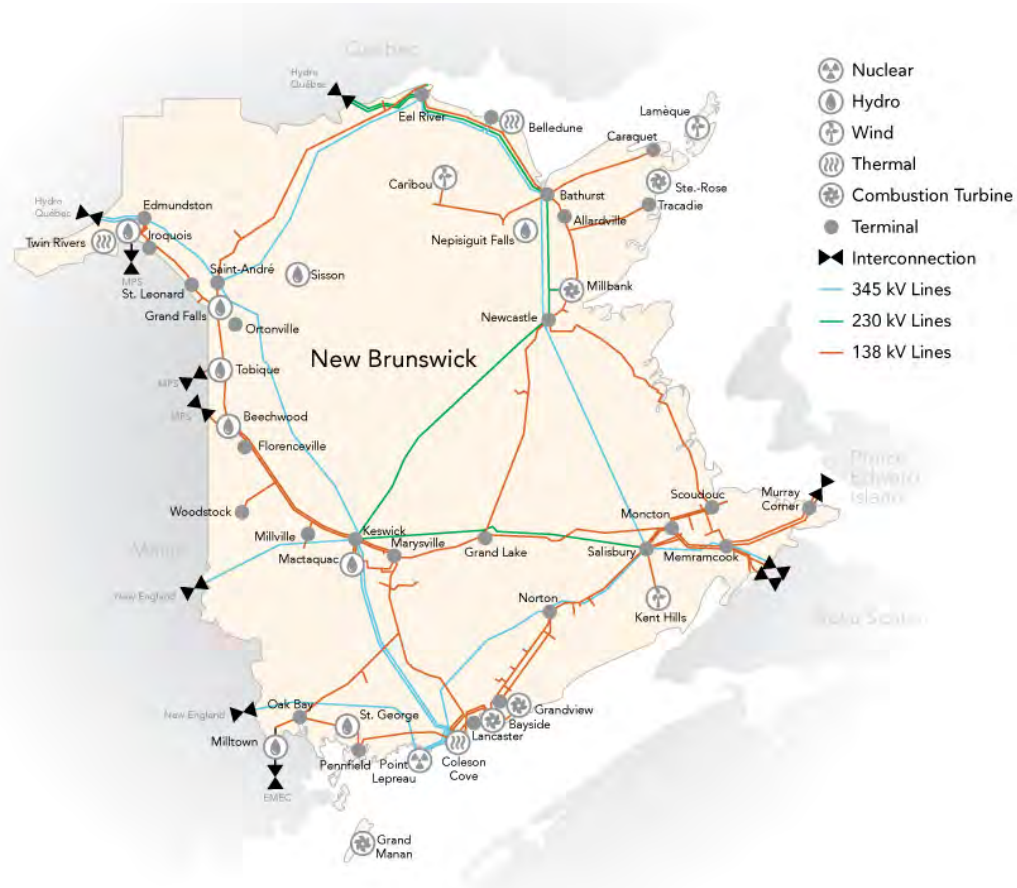 Québec
Hydro
Québec
Eel River
Belledune
Lamèque
Caraquet
Caribou
Bathurst
Ste.-Rose
Tracadie
Allardville
Nepisiguit Falls
Hydro
Québec
Edmundston
Twin Rivers
Iroquois
MPS
St. Leonard
Saint-André
Sisson
Grand Falls
Ortonville
Millbank
Newcastle
New Brunswick
Tobique
MPS
MPS
Beechwood
Florenceville
Woodstock
Millville
Keswick
Marysville
Mactaquac
Grand Lake
Maine
New England
Scoudouc
Moncton
Murray
Corner
Salisbury
Memramcook
Prince
Edward
Island
Norton
Kent Hills
Nova Scotia
New England
Oak Bay
St. George
Milltown
EMEC
Pennfield
Point
Lepreau
Coleson
Cove
Lancaster
Bayside
Grandview
Grand
Manan
Nuclear
Hydro
Wind
Thermal
Combustion Turbine
Terminal
Interconnection
345 kV Lines
230 kV Lines
138 kV Lines